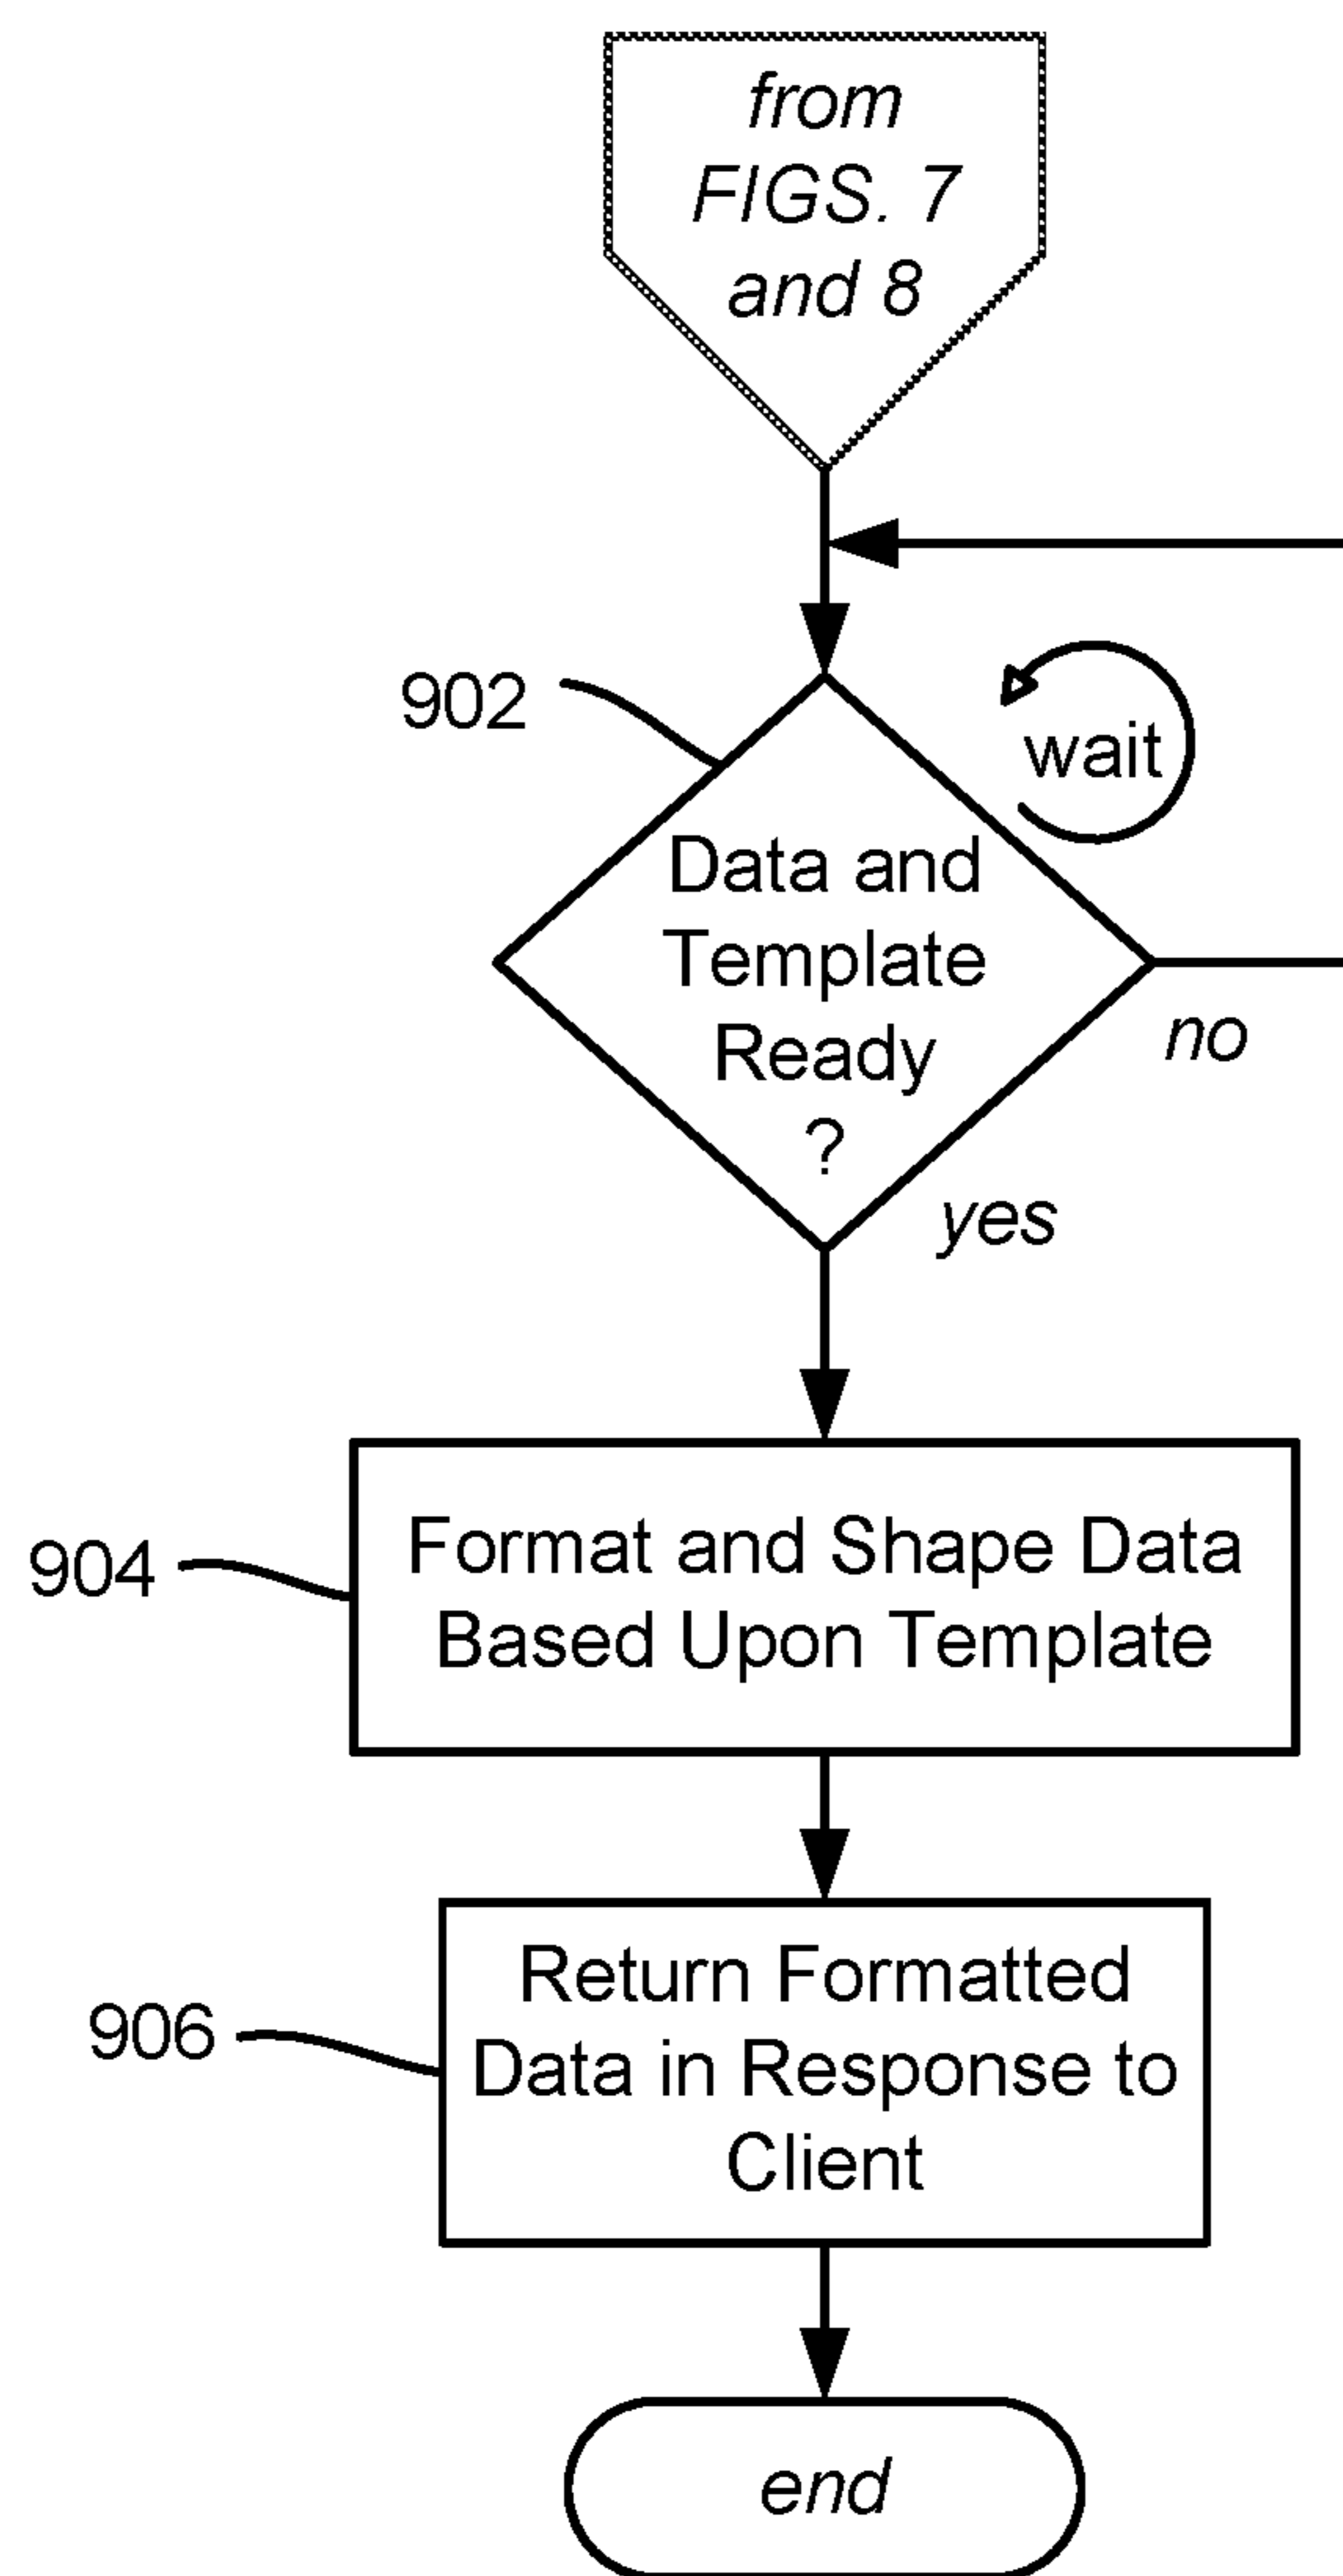 from
FIGS. 7
and 8
902
wait
Data and
Template
Ready
?
no
yes
904
Format and Shape Data
Based Upon Template
906
Return Formatted
Data in Response to
Client
end